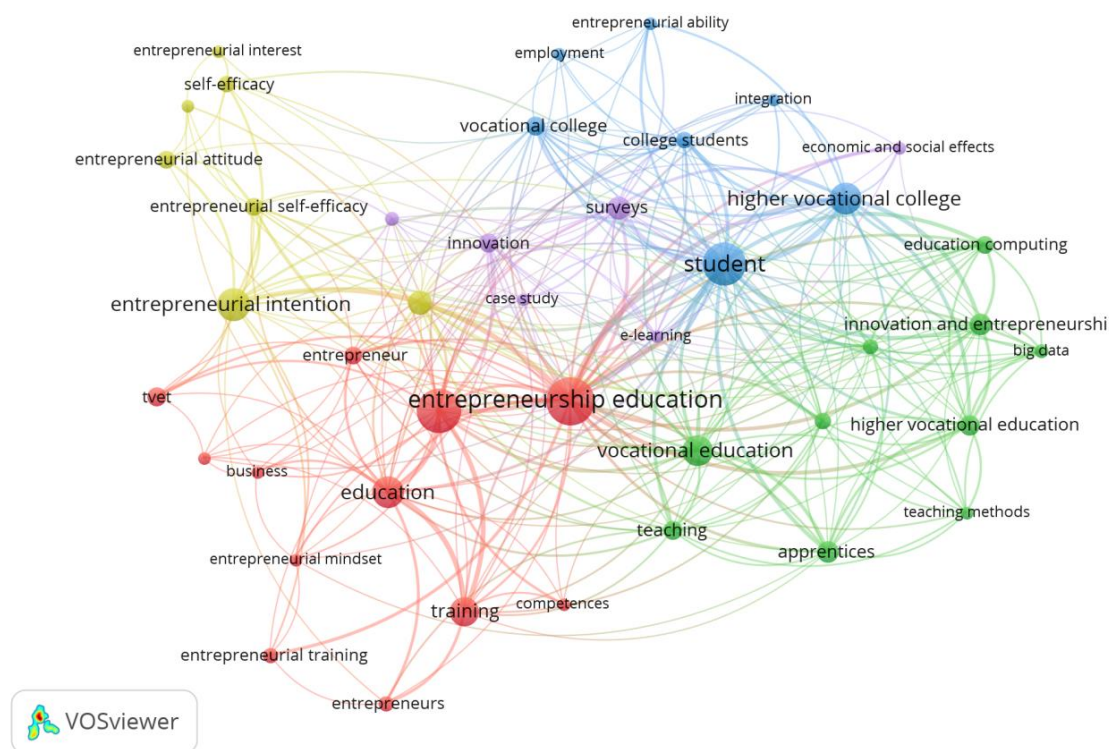 entrepreneurial ability
entrepreneurial interest
employment
self-efficacy
integration
vocational college
college students
economic and social effects
entrepreneurial attitude
higher vocational college
entrepreneurial self-efficacy
surveys
innovation
education computing
student
case study
entrepreneurial intention
innovation and entrepreneurshi
e-learning
big data
entrepreneur
tvet
entrepreneurship education
higher vocational education
vocational education
business
education
teaching methods
teaching
apprentices
entrepreneurial mindset
competences
training
entrepreneurial training
entrepreneurs
VOSviewer